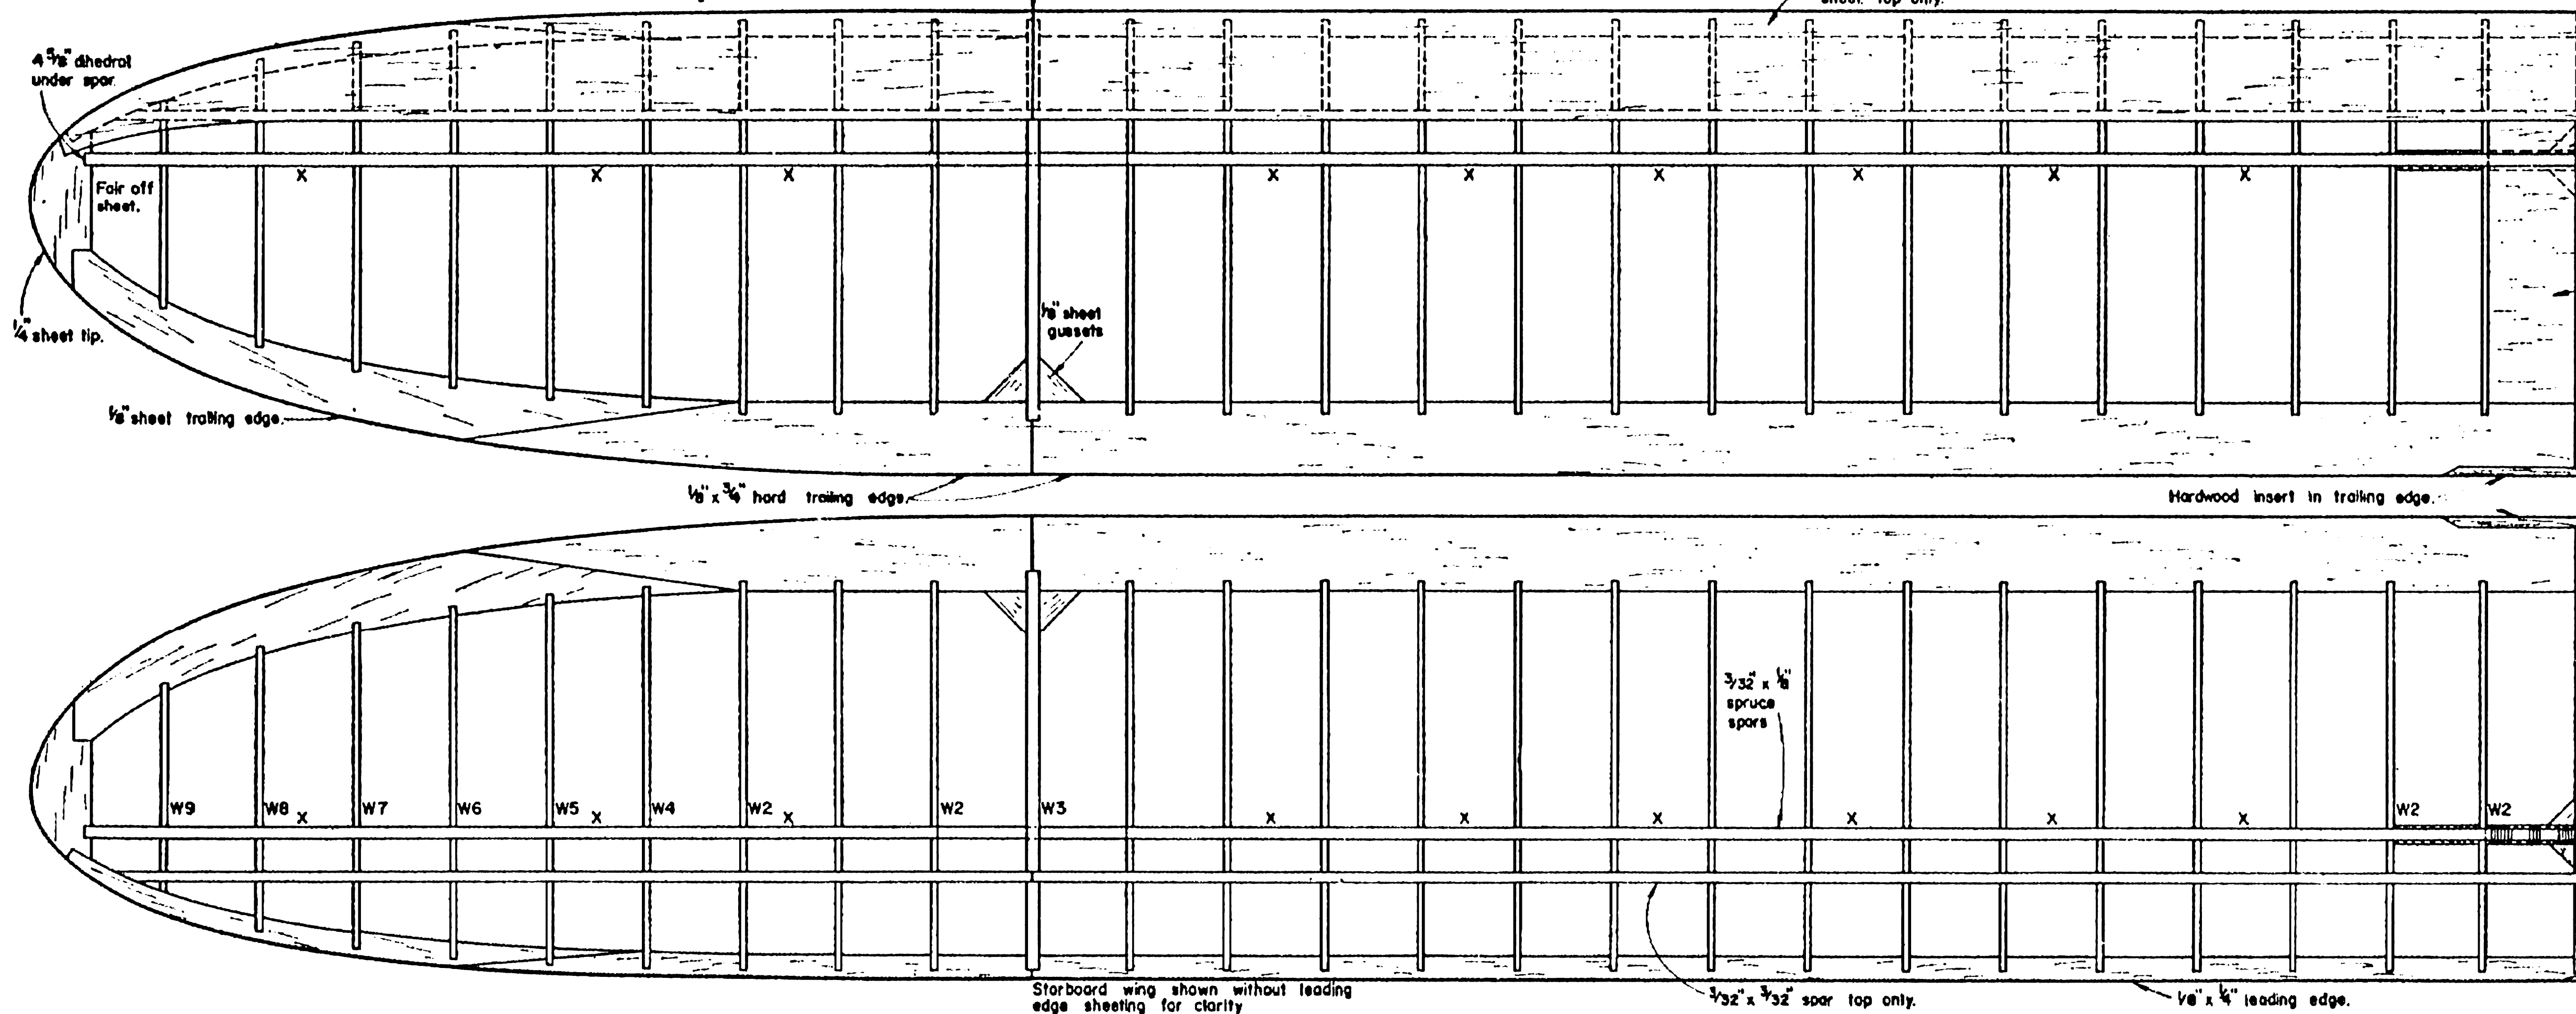 sheet top only.
4 5/8" dihedral
under spar.
Fair off
sheet.
X X X X X X X X X
1/4" sheet tip.
1/8" sheet
gussets
1/8" sheet trailing edge.
1/8" x 3/4" hard trailing edge.
Hardwood insert in trailing edge.
3/32" x 1/8"
spruce
spars
W9 W8 W7 W6 W5 W4 W2 W2 W3 W2 W2
X X X X X X X X X
Starboard wing shown without leading
edge sheeting for clarity
3/32" x 3/32" spar top only.
1/8" x 1/4" leading edge.